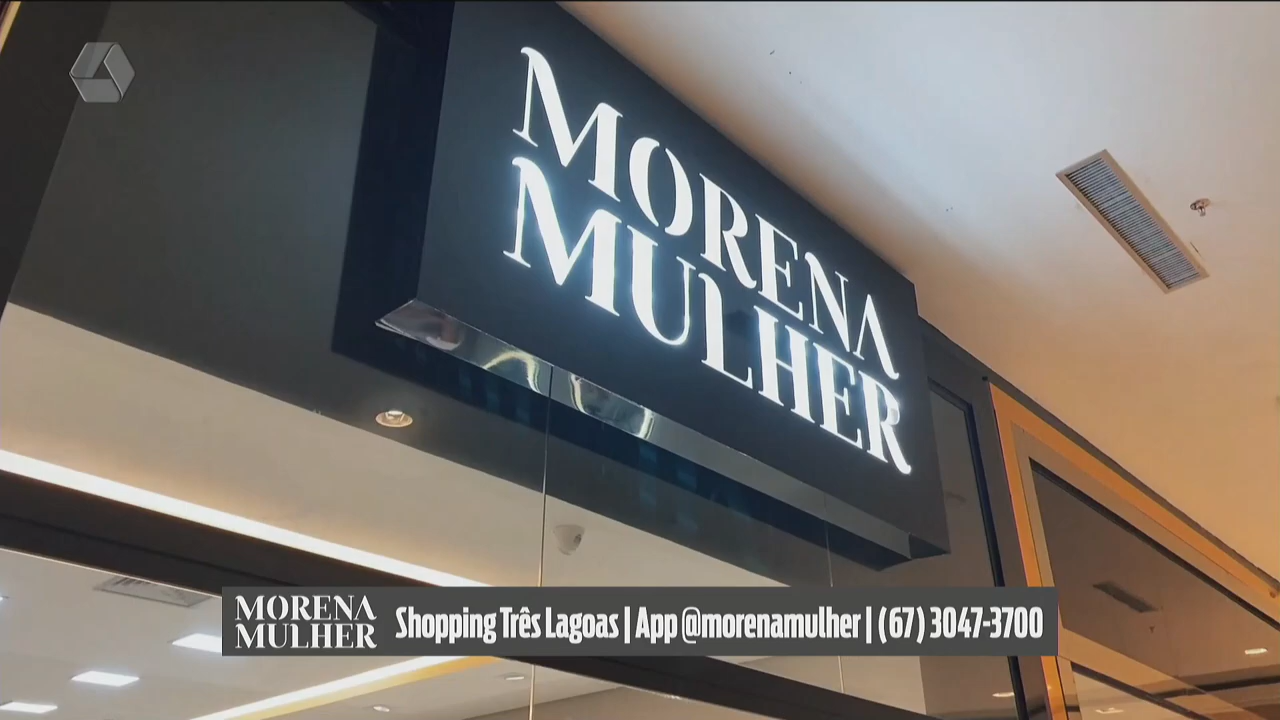 MORENA
MULHER
MORENA
MULHER
Shopping Três Lagoas | App @morenamulher | (67) 3047-3700